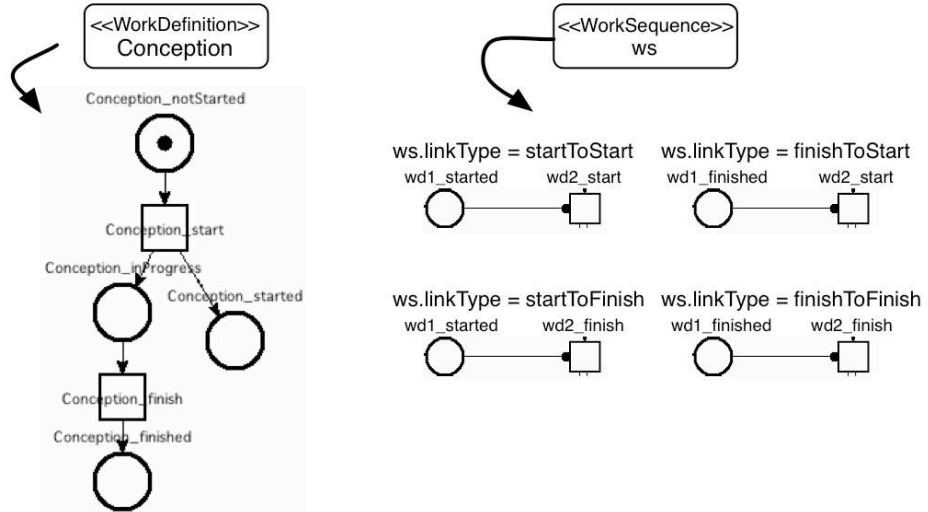 <<WorkDefinition>>
Conception
Conception_notStarted
Conception_start
Conception_inProgress
Conception_started
Conception_finish
Conception_finished
<<WorkSequence>>
ws
ws.linkType = startToStart
wd1_started
wd2_start
ws.linkType = finishToStart
wd1_finished
wd2_start
ws.linkType = startToFinish
wd1_started
wd2_finish
ws.linkType = finishToFinish
wd1_finished
wd2_finish